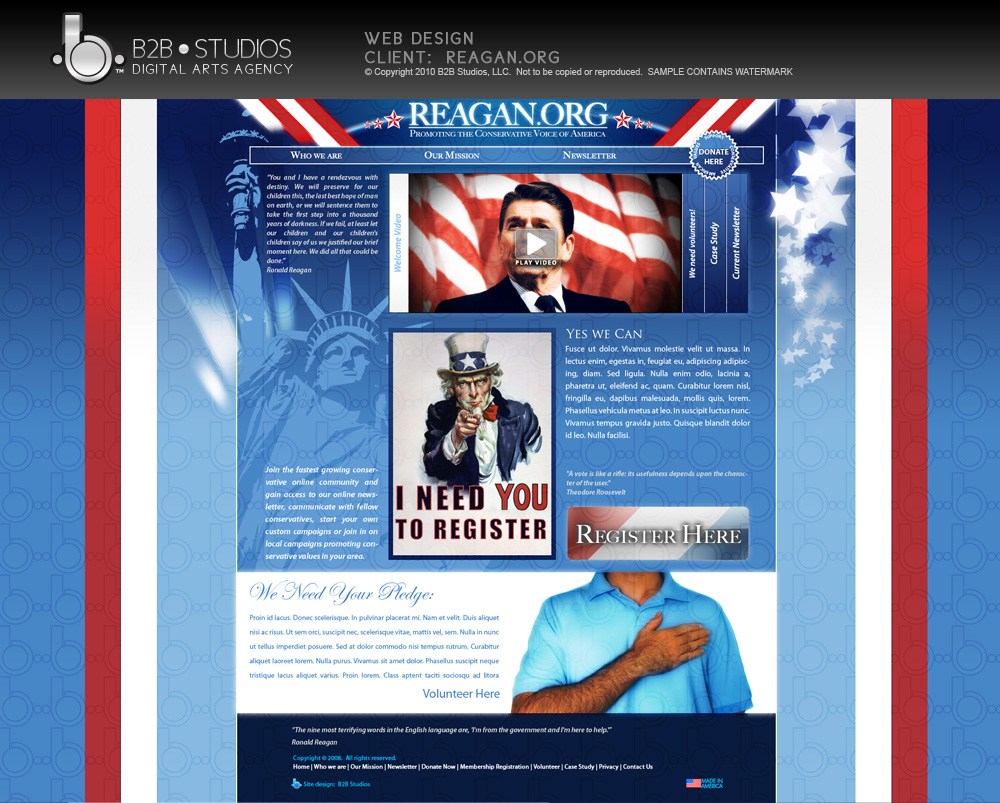 B2B • STUDIOS
DIGITAL ARTS AGENCY
TM
WEB DESIGN
CLIENT: REAGAN.ORG
© Copyright 2010 B2B Studios, LLC. Not to be copied or reproduced. SAMPLE CONTAINS WATERMARK
REAGAN.ORG
Promoting the Conservative Voice of America
Who we are
Our Mission
Newsletter
SUPPORT
DONATE
HERE
"You and I have a rendezvous with
destiny. We will preserve for our
children this, the last best hope of man
on earth, or we will sentence them to
take the first step into a thousand
years of darkness. If we fail, at least let
our children and our children's
children say of us we justified our brief
moment here. We did all that could be
done."
Ronald Reagan
Welcome Video
PLAY VIDEO
We need volunteers!
Case Study
Current Newsletter
I NEED YOU
TO REGISTER
Yes we Can
Fusce ut dolor. Vivamus molestie velit ut massa. In
lectus enim, egestas in, feugiat eu, adipiscing adipisc-
ing, diam. Sed ligula. Nulla enim odio, lacinia a,
pharetra ut, eleifend ac, quam. Curabitur lorem nisl,
fringilla eu, dapibus malesuada, mollis quis, lorem.
Phasellus vehicula metus at leo. In suscipit luctus nunc.
Vivamus tempus gravida justo. Quisque blandit dolor
id leo. Nulla facilisi.
"A vote is like a rifle: its usefulness depends upon the charac-
ter of the user."
Theodore Roosevelt
Register Here
Join the fastest growing conser-
vative online community and
gain access to our online news-
letter, communicate with fellow
conservatives, start your own
custom campaigns or join in on
local campaigns promoting con-
servative values in your area.
We Need Your Pledge:
Proin id lacus. Donec scelerisque. In pulvinar placerat mi. Nam et velit. Duis aliquet
nisi ac risus. Ut sem orci, suscipit nec, scelerisque vitae, mattis vel, sem. Nulla in nunc
ut tellus imperdiet posuere. Sed at dolor commodo nisi tempus rutrum. Curabitur
aliquet laoreet lorem. Nulla purus. Vivamus sit amet dolor. Phasellus suscipit neque
tristique lacus aliquet varius. Proin lorem. Class aptent taciti sociosqu ad litora
Volunteer Here
"The nine most terrifying words in the English language are, 'I'm from the government and I'm here to help.'"
Ronald Reagan
Copyright © 2008. All rights reserved.
Home | Who we are | Our Mission | Newsletter | Donate Now | Membership Registration | Volunteer | Case Study | Privacy | Contact Us
Site design: B2B Studios
MADE IN
AMERICA